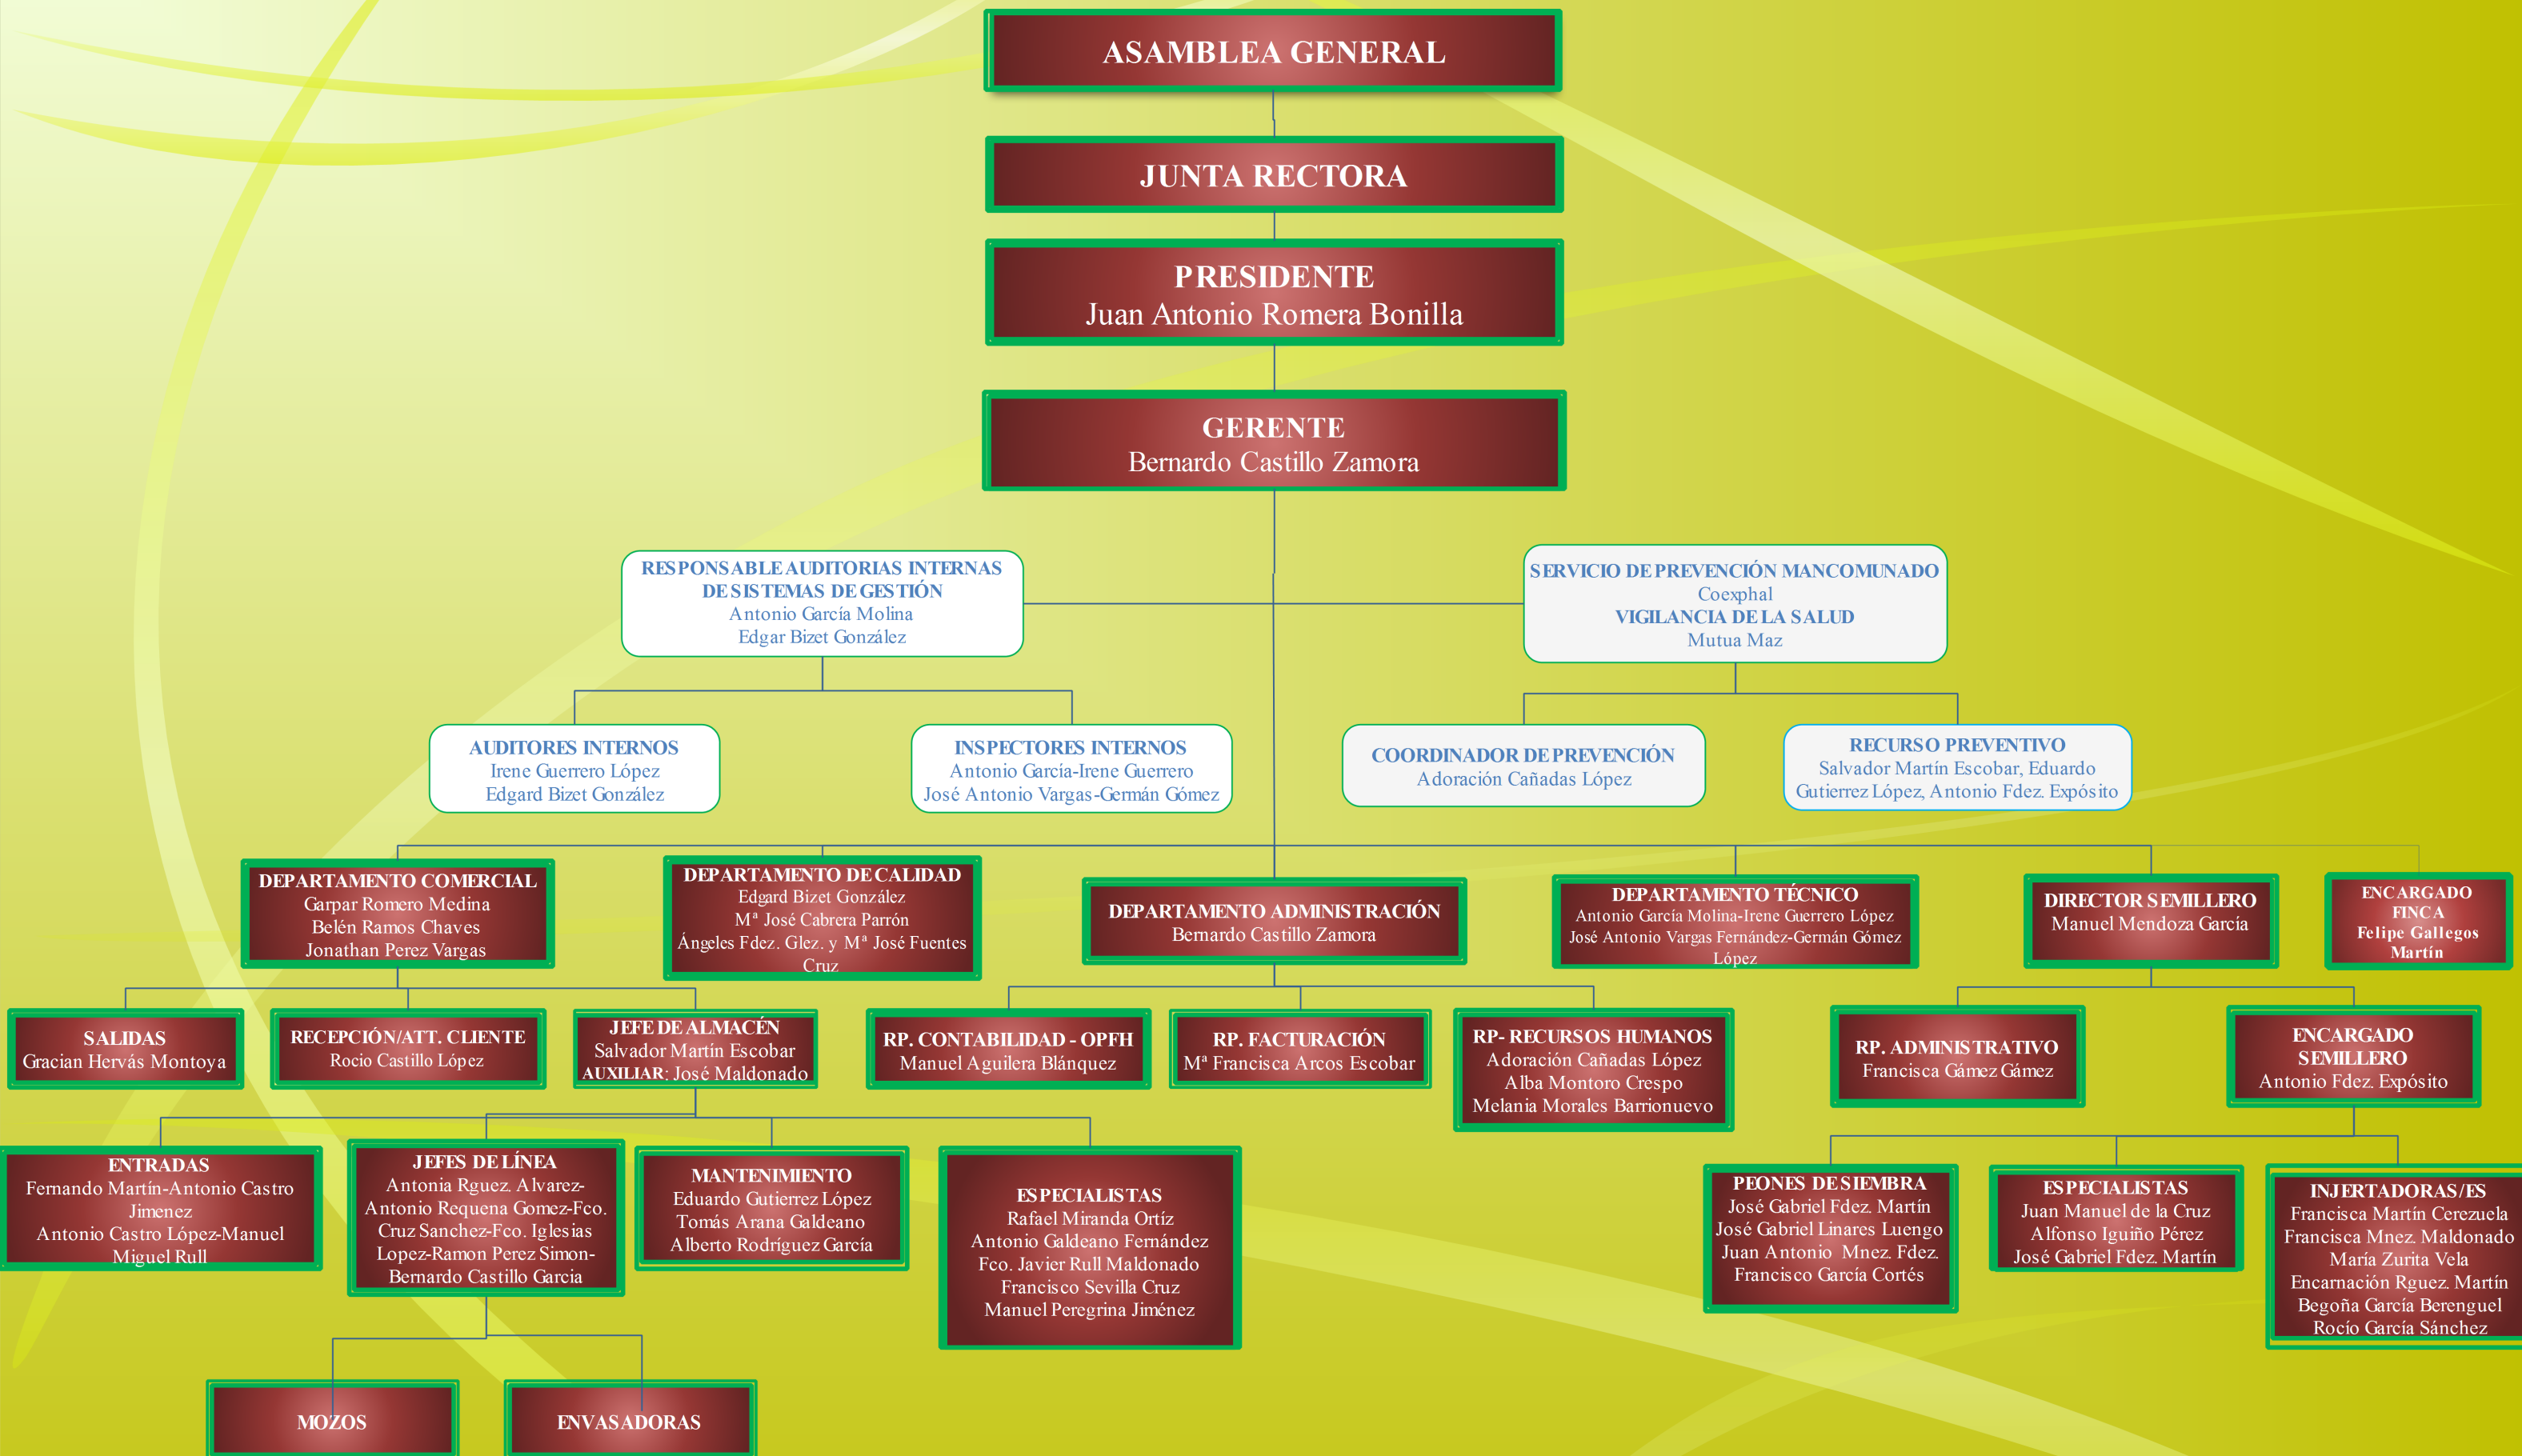 ASAMBLEA GENERAL
JUNTA RECTORA
PRESIDENTE
Juan Antonio Romera Bonilla
GERENTE
Bernardo Castillo Zamora
RESPONSABLE AUDITORIAS INTERNAS
DE SISTEMAS DE GESTIÓN
Antonio García Molina
Edgar Bizet González
SERVICIO DE PREVENCIÓN MANCOMUNADO
Coexphal
VIGILANCIA DE LA SALUD
Mutua Maz
AUDITORES INTERNOS
Irene Guerrero López
Edgard Bizet González
INSPECTORES INTERNOS
Antonio García-Irene Guerrero
José Antonio Vargas-Germán Gómez
COORDINADOR DE PREVENCIÓN
Adoración Cañadas López
RECURSO PREVENTIVO
Salvador Martín Escobar, Eduardo
Gutierrez López, Antonio Fdez. Expósito
DEPARTAMENTO COMERCIAL
Garpar Romero Medina
Belén Ramos Chaves
Jonathan Perez Vargas
DEPARTAMENTO DE CALIDAD
Edgard Bizet González
Mª José Cabrera Parrón
Ángeles Fdez. Glez. y Mª José Fuentes
Cruz
DEPARTAMENTO ADMINISTRACIÓN
Bernardo Castillo Zamora
DEPARTAMENTO TÉCNICO
Antonio García Molina-Irene Guerrero López
José Antonio Vargas Fernández-Germán Gómez
López
DIRECTOR SEMILLERO
Manuel Mendoza García
ENCARGADO
FINCA
Felipe Gallegos
Martín
SALIDAS
Gracian Hervás Montoya
RECEPCIÓN/ATT. CLIENTE
Rocio Castillo López
JEFE DE ALMACÉN
Salvador Martín Escobar
AUXILIAR: José Maldonado
RP. CONTABILIDAD - OPFH
Manuel Aguilera Blánquez
RP. FACTURACIÓN
Mª Francisca Arcos Escobar
RP- RECURSOS HUMANOS
Adoración Cañadas López
Alba Montoro Crespo
Melania Morales Barrionuevo
RP. ADMINISTRATIVO
Francisca Gámez Gámez
ENCARGADO
SEMILLERO
Antonio Fdez. Expósito
ENTRADAS
Fernando Martín-Antonio Castro
Jimenez
Antonio Castro López-Manuel
Miguel Rull
JEFES DE LÍNEA
Antonia Rguez. Alvarez-
Antonio Requena Gomez-Fco.
Cruz Sanchez-Fco. Iglesias
Lopez-Ramon Perez Simon-
Bernardo Castillo Garcia
MANTENIMIENTO
Eduardo Gutierrez López
Tomás Arana Galdeano
Alberto Rodríguez García
ESPECIALISTAS
Rafael Miranda Ortíz
Antonio Galdeano Fernández
Fco. Javier Rull Maldonado
Francisco Sevilla Cruz
Manuel Peregrina Jiménez
PEONES DE SIEMBRA
José Gabriel Fdez. Martín
José Gabriel Linares Luengo
Juan Antonio Mnez. Fdez.
Francisco García Cortés
ESPECIALISTAS
Juan Manuel de la Cruz
Alfonso Iguiño Pérez
José Gabriel Fdez. Martín
INJERTADORAS/ES
Francisca Martín Cerezuela
Francisca Mnez. Maldonado
María Zurita Vela
Encarnación Rguez. Martín
Begoña García Berenguel
Rocío García Sánchez
MOZOS
ENVASADORAS